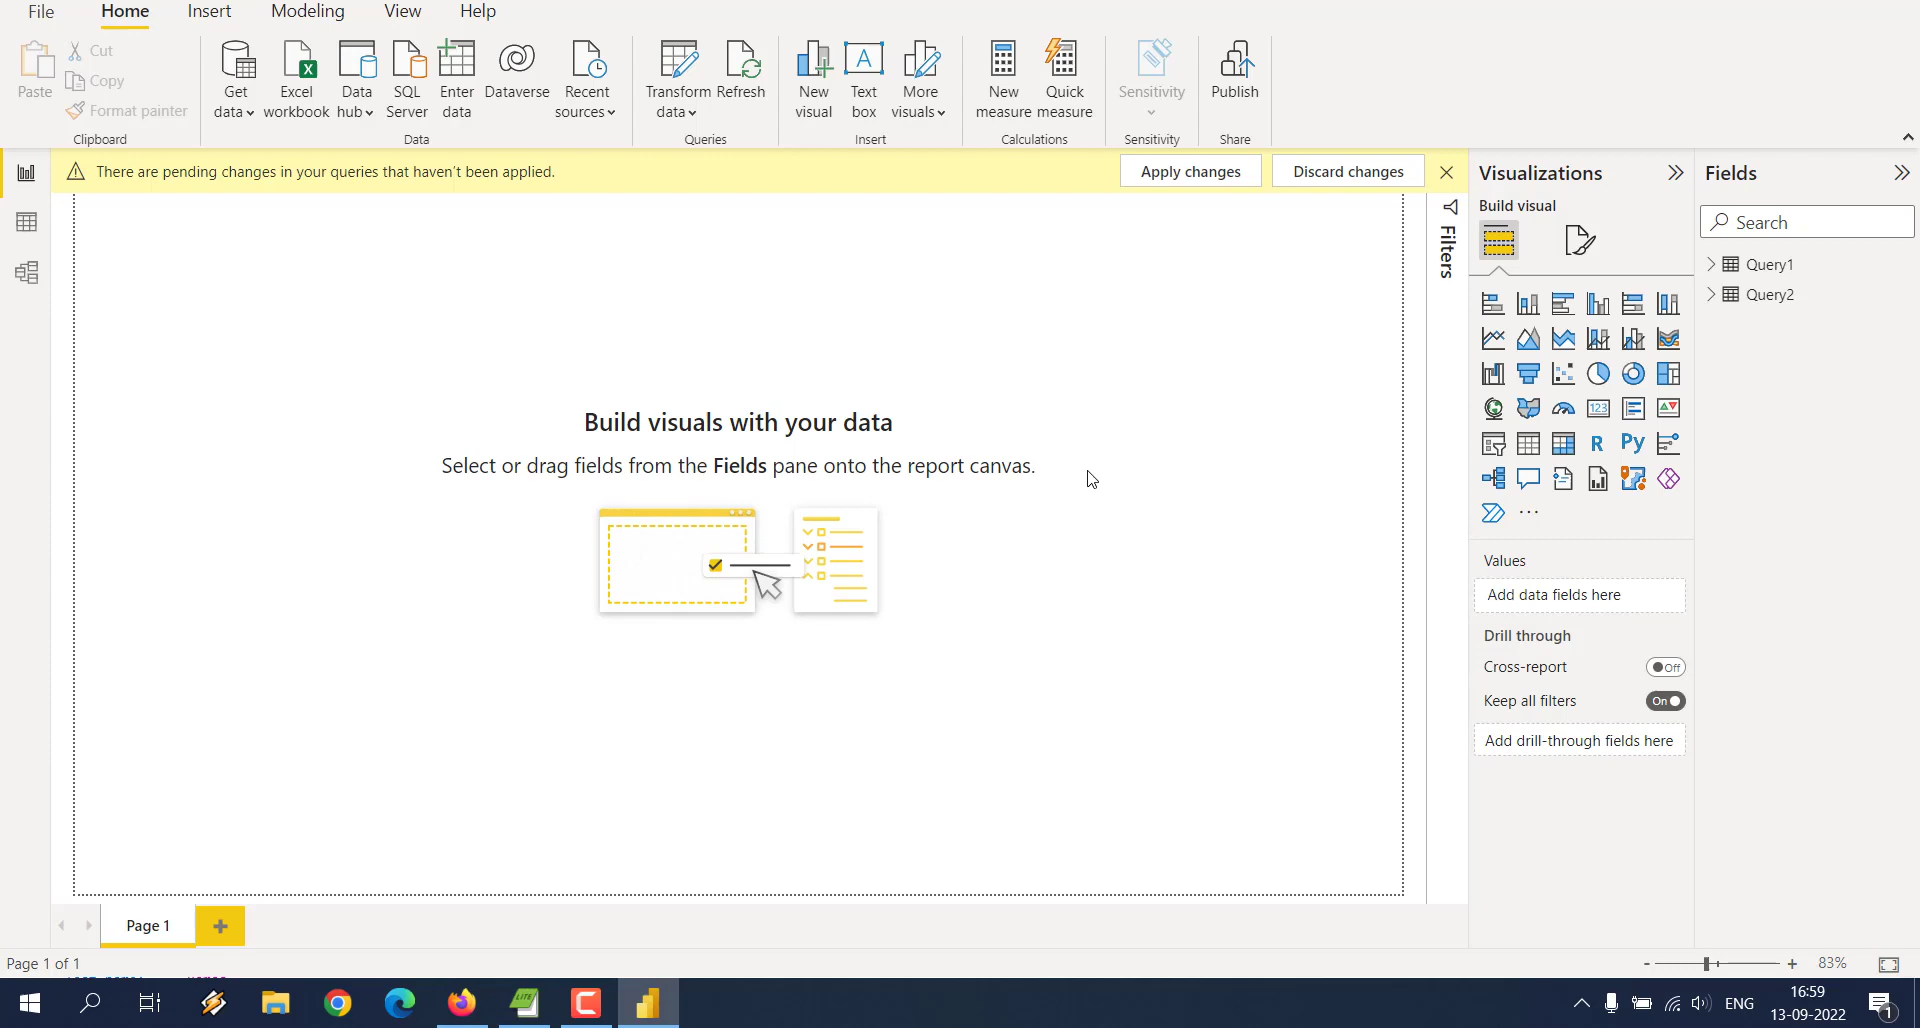 File Home Insert Modeling View Help
Paste
Cut
Copy
Format painter
Clipboard
Get data
Excel workbook
Data hub
SQL Server
Enter data
Dataverse
Recent sources
Data
Transform data
Refresh
Queries
New visual
Text box
More visuals
Insert
New measure
Quick measure
Calculations
Sensitivity
Sensitivity
Publish
Share
There are pending changes in your queries that haven't been applied.
Apply changes
Discard changes
Filters
Build visuals with your data
Select or drag fields from the Fields pane onto the report canvas.
Visualizations
Build visual
123
R
Py
Values
Add data fields here
Drill through
Cross-report
Off
Keep all filters
On
Add drill-through fields here
Fields
Search
Query1
Query2
Page 1
Page 1 of 1
83%
LITE
ENG
16:59
13-09-2022
1